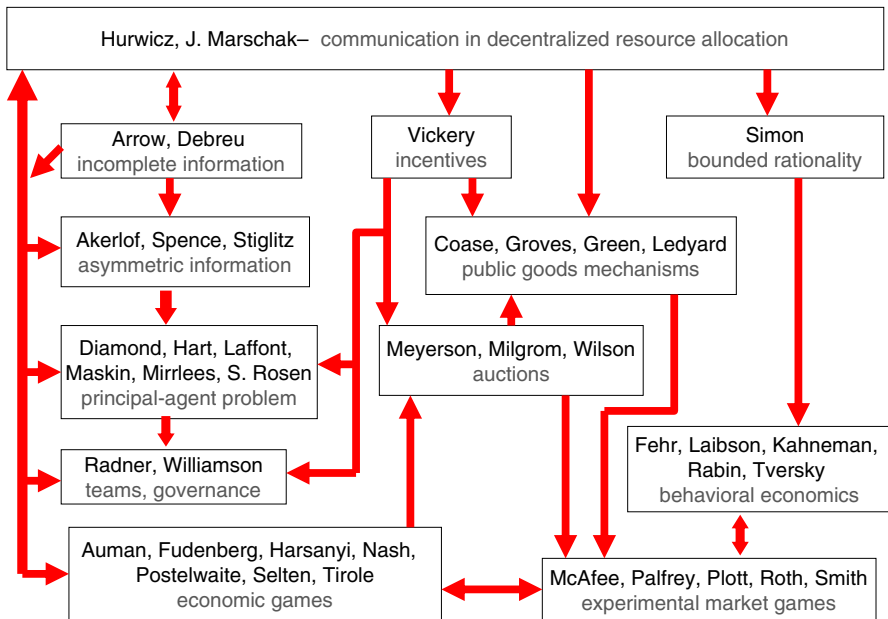 Hurwicz, J. Marschak– communication in decentralized resource allocation
Arrow, Debreu
incomplete information
Vickery
incentives
Simon
bounded rationality
Akerlof, Spence, Stiglitz
asymmetric information
Coase, Groves, Green, Ledyard
public goods mechanisms
Diamond, Hart, Laffont,
Maskin, Mirrlees, S. Rosen
principal-agent problem
Meyerson, Milgrom, Wilson
auctions
Radner, Williamson
teams, governance
Fehr, Laibson, Kahneman,
Rabin, Tversky
behavioral economics
Auman, Fudenberg, Harsanyi, Nash,
Postelwaite, Selten, Tirole
economic games
McAfee, Palfrey, Plott, Roth, Smith
experimental market games